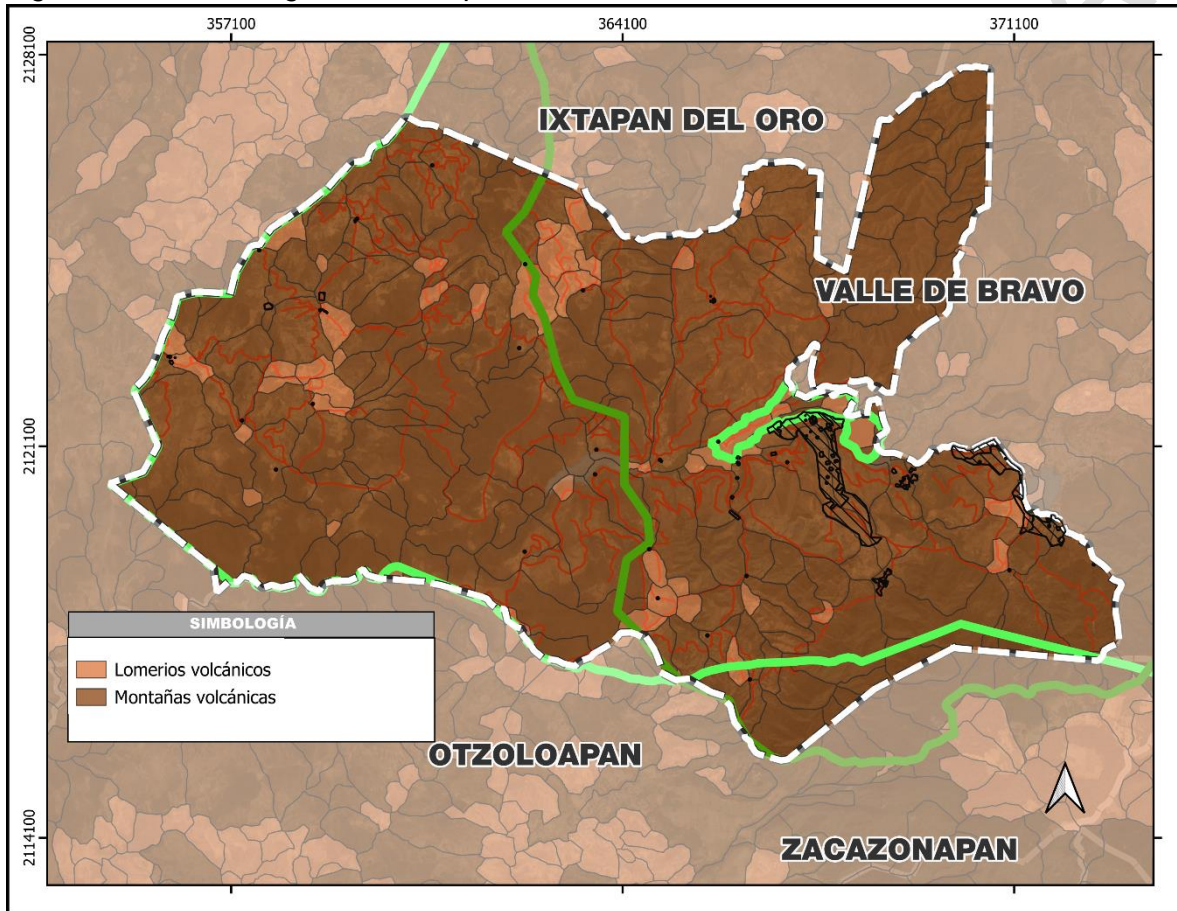 357100
364100
371100
2128100
IXTAPAN DEL ORO
VALLE DE BRAVO
2121100
SIMBOLOGÍA
Lomerios volcánicos
Montañas volcánicas
OTZOLOAPAN
2114100
ZACAZONAPAN